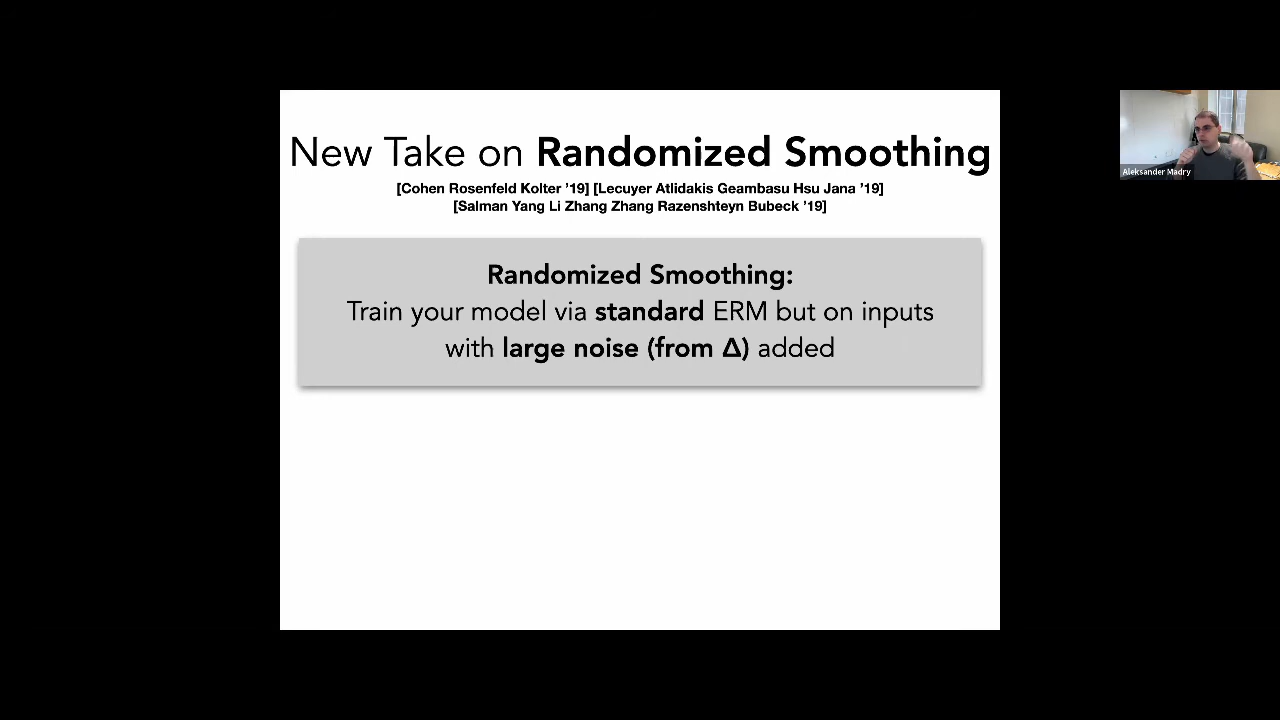 New Take on Randomized Smoothing
[Cohen Rosenfeld Kolter ’19] [Lecuyer Atlidakis Geambasu Hsu Jana ’19]
[Salman Yang Li Zhang Zhang Razenshteyn Bubeck ’19]
Randomized Smoothing:
Train your model via standard ERM but on inputs
with large noise (from Δ) added
Aleksander Madry